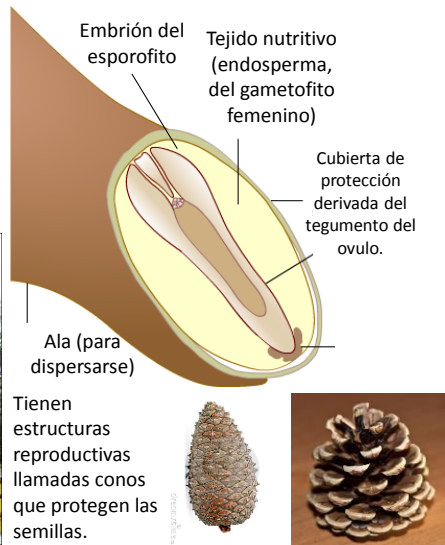 Embrión del
esporofito
Tejido nutritivo
(endosperma,
del gametofito
femenino)
Cubierta de
protección
derivada del
tegumento del
ovulo.
Ala (para
dispersarse)
Tienen
estructuras
reproductivas
llamadas conos
que protegen las
semillas.